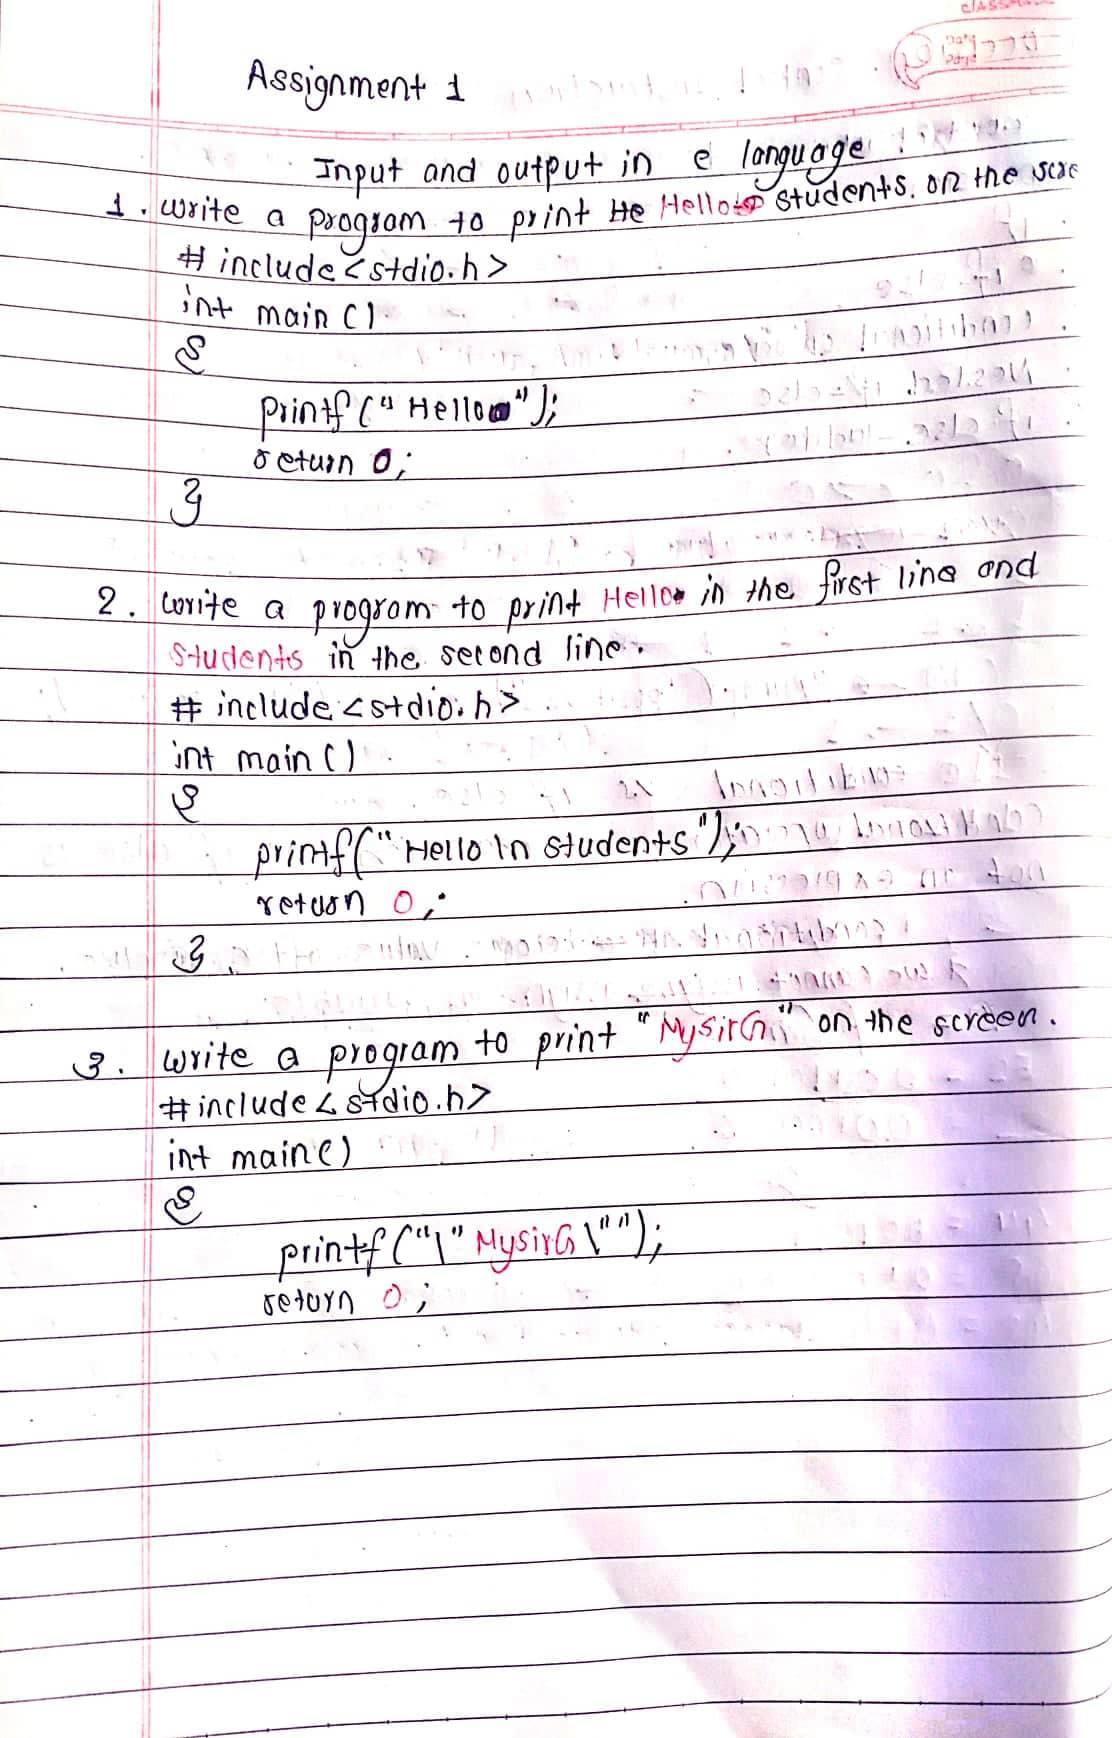 Assignment 1
Input and output in c language
1. write a program to print He Hello students. on the scre
# include <stdio.h>
int main ()
{
printf (" Hello");
return 0;
}
2. write a program to print Hello in the first line and
Students in the second line.
# include <stdio.h>
int main ()
{
printf(" Hello \n students ");
return 0;
}
3. write a program to print "MysirG" on the screen.
# include < stdio.h>
int main()
{
printf ("\" MysirG \"");
return 0;